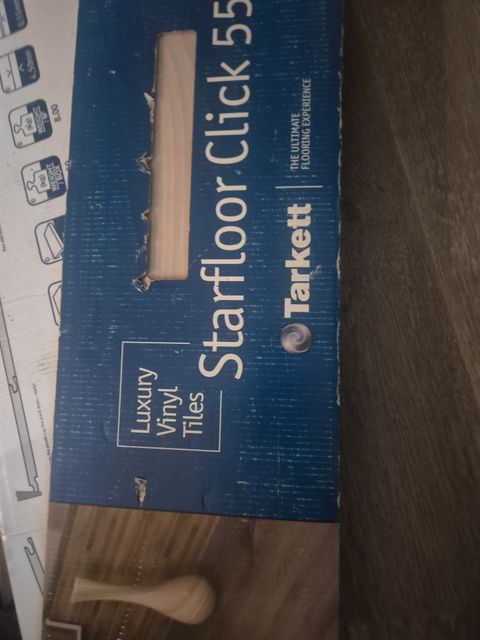 Luxury
Vinyl
Tiles
Starfloor Click 55
Tarkett
THE ULTIMATE
FLOORING EXPERIENCE